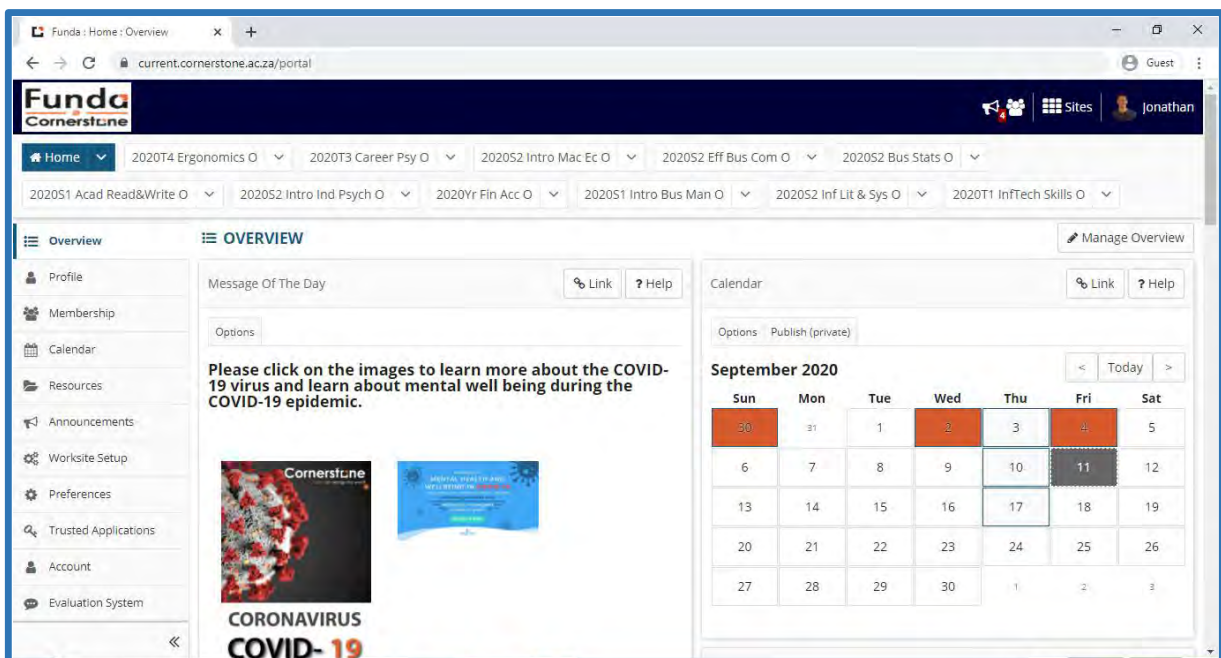 Funda : Home : Overview
current.cornerstone.ac.za/portal
Guest
Funda
Cornerstone
4
Sites
Jonathan
Home
2020T4 Ergonomics O
2020T3 Career Psy O
2020S2 Intro Mac Ec O
2020S2 Eff Bus Com O
2020S2 Bus Stats O
2020S1 Acad Read&Write O
2020S2 Intro Ind Psych O
2020Yr Fin Acc O
2020S1 Intro Bus Man O
2020S2 Inf Lit & Sys O
2020T1 InfTech Skills O
Overview
Profile
Membership
Calendar
Resources
Announcements
Worksite Setup
Preferences
Trusted Applications
Account
Evaluation System
OVERVIEW
Manage Overview
Message Of The Day
Link
? Help
Options
Please click on the images to learn more about the COVID-
19 virus and learn about mental well being during the
COVID-19 epidemic.
Cornerstone
CORONAVIRUS
COVID- 19
MENTAL HEALTH AND
Calendar
Link
? Help
Options Publish (private)
September 2020
< Today >
Sun Mon Tue Wed Thu Fri Sat
30 31 1 2 3 4 5
6 7 8 9 10 11 12
13 14 15 16 17 18 19
20 21 22 23 24 25 26
27 28 29 30 1 2 3